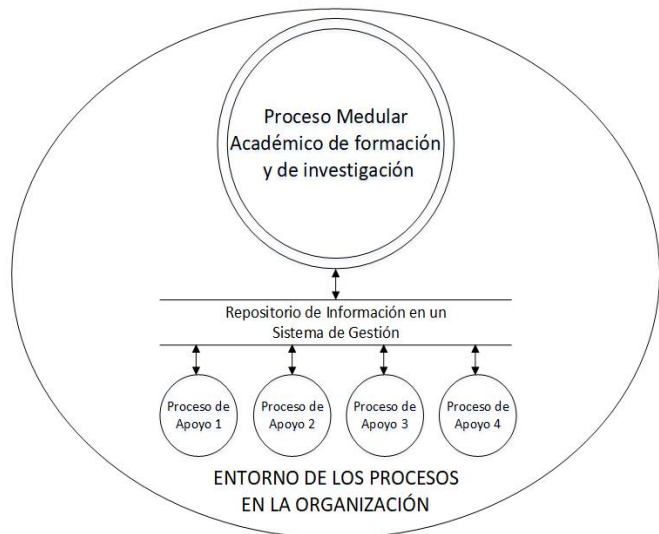 Proceso Medular
Académico de formación
y de investigación
Repositorio de Información en un
Sistema de Gestión
Proceso de
Apoyo 1
Proceso de
Apoyo 2
Proceso de
Apoyo 3
Proceso de
Apoyo 4
ENTORNO DE LOS PROCESOS
EN LA ORGANIZACIÓN